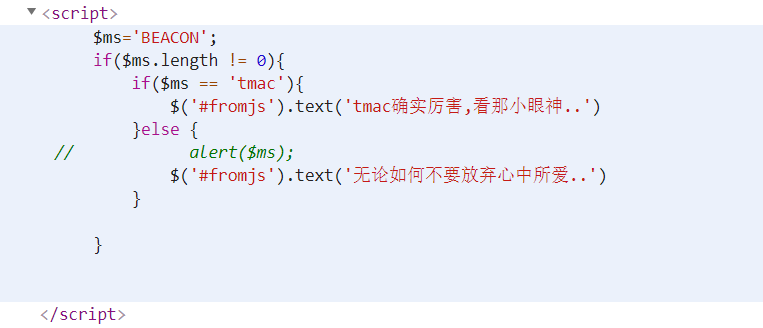 <script>
$ms='BEACON';
if($ms.length != 0){
if($ms == 'tmac'){
$('#fromjs').text('tmac确实厉害,看那小眼神..')
}else {
// alert($ms);
$('#fromjs').text('无论如何不要放弃心中所爱..')
}
}
</script>